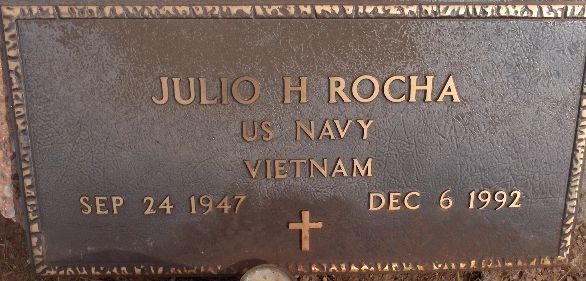 JULIO H ROCHA
US NAVY
VIETNAM
SEP 24 1947 DEC 6 1992